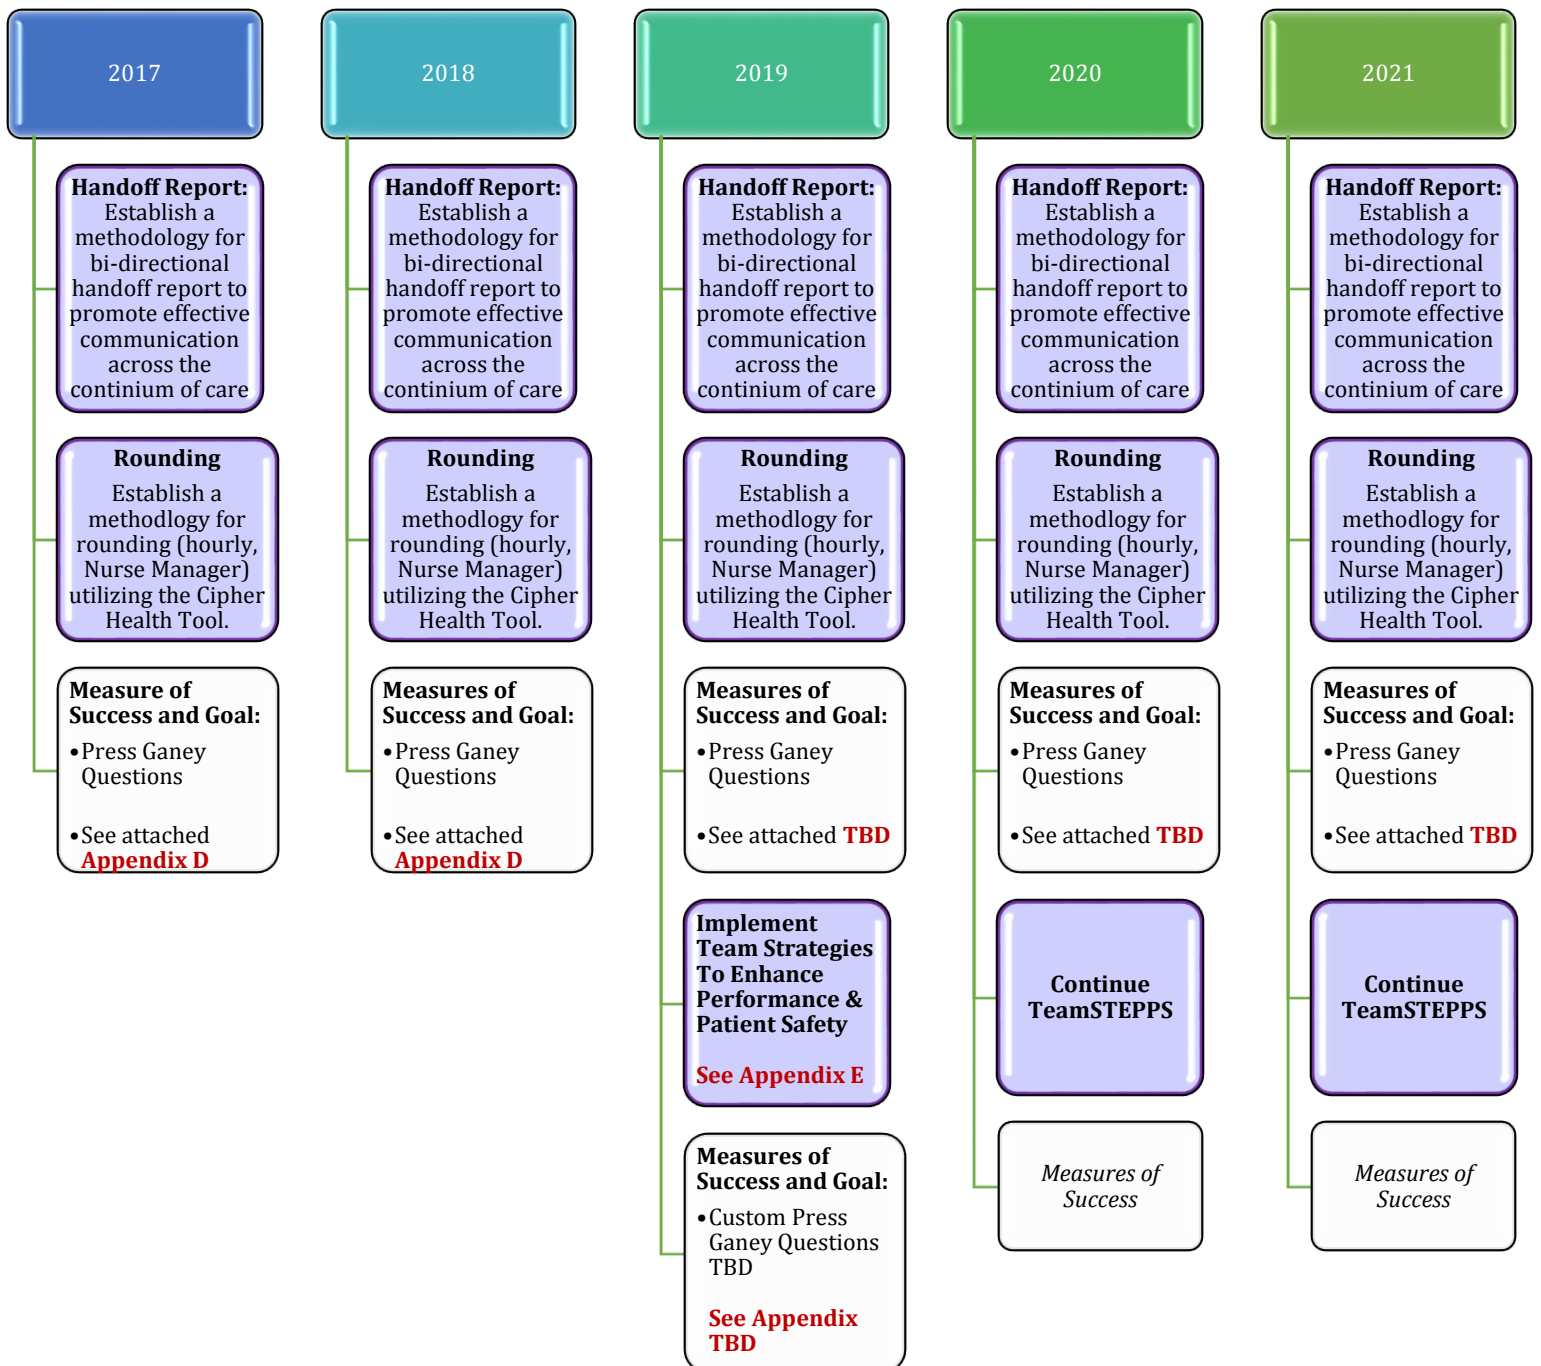 2017
Handoff Report:
Establish a
methodology for
bi-directional
handoff report to
promote effective
communication
across the
continium of care
Rounding
Establish a
methodlogy for
rounding (hourly,
Nurse Manager)
utilizing the Cipher
Health Tool.
Measure of
Success and Goal:
•Press Ganey
Questions
•See attached
Appendix D
2018
Handoff Report:
Establish a
methodology for
bi-directional
handoff report to
promote effective
communication
across the
continium of care
Rounding
Establish a
methodlogy for
rounding (hourly,
Nurse Manager)
utilizing the Cipher
Health Tool.
Measures of
Success and Goal:
•Press Ganey
Questions
•See attached
Appendix D
2019
Handoff Report:
Establish a
methodology for
bi-directional
handoff report to
promote effective
communication
across the
continium of care
Rounding
Establish a
methodlogy for
rounding (hourly,
Nurse Manager)
utilizing the Cipher
Health Tool.
Measures of
Success and Goal:
•Press Ganey
Questions
•See attached TBD
Implement
Team Strategies
To Enhance
Performance &
Patient Safety
See Appendix E
Measures of
Success and Goal:
•Custom Press
Ganey Questions
TBD
See Appendix
TBD
2020
Handoff Report:
Establish a
methodology for
bi-directional
handoff report to
promote effective
communication
across the
continium of care
Rounding
Establish a
methodlogy for
rounding (hourly,
Nurse Manager)
utilizing the Cipher
Health Tool.
Measures of
Success and Goal:
•Press Ganey
Questions
•See attached TBD
Continue
TeamSTEPPS
Measures of
Success
2021
Handoff Report:
Establish a
methodology for
bi-directional
handoff report to
promote effective
communication
across the
continium of care
Rounding
Establish a
methodlogy for
rounding (hourly,
Nurse Manager)
utilizing the Cipher
Health Tool.
Measures of
Success and Goal:
•Press Ganey
Questions
•See attached TBD
Continue
TeamSTEPPS
Measures of
Success